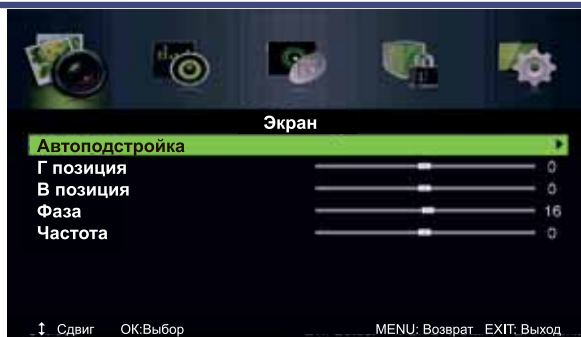 Экран
Автоподстройка
Г позиция 0
В позиция 0
Фаза 16
Частота 0
Сдвиг OK:Выбор MENU: Возврат EXIT: Выход